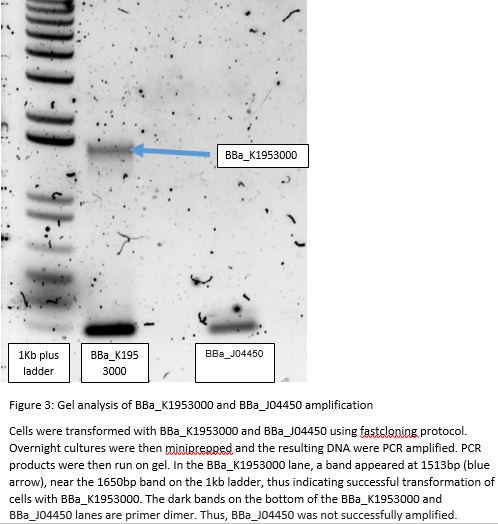 BBa_K1953000
1Kb plus
ladder
BBa_K195
3000
BBa_J04450
Figure 3: Gel analysis of BBa_K1953000 and BBa_J04450 amplification
Cells were transformed with BBa_K1953000 and BBa_J04450 using fastcloning protocol.
Overnight cultures were then miniprepped and the resulting DNA were PCR amplified. PCR
products were then run on gel. In the BBa_K1953000 lane, a band appeared at 1513bp (blue
arrow), near the 1650bp band on the 1kb ladder, thus indicating successful transformation of
cells with BBa_K1953000. The dark bands on the bottom of the BBa_K1953000 and
BBa_J04450 lanes are primer dimer. Thus, BBa_J04450 was not successfully amplified.